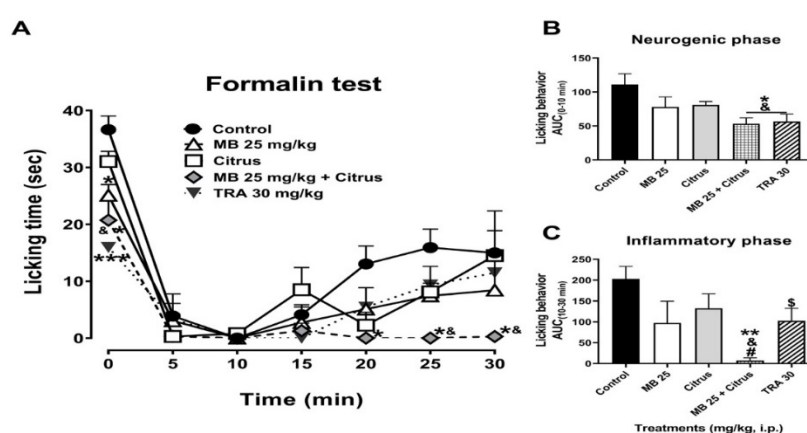 A
Formalin test
Licking time (sec)
40
30
20
10
0
Control
MB 25 mg/kg
Citrus
MB 25 mg/kg + Citrus
TRA 30 mg/kg
*
& *
***
*
*&
*&
0 5 10 15 20 25 30
Time (min)
B
Neurogenic phase
Licking behavior
AUC(0-10 min)
150
100
50
0
*
&
Control
MB 25
Citrus
MB 25 + Citrus
TRA 30
C
Inflammatory phase
Licking behavior
AUC(10-30 min)
250
200
150
100
50
0
**
&
#
$
Control
MB 25
Citrus
MB 25 + Citrus
TRA 30
Treatments (mg/kg, i.p.)